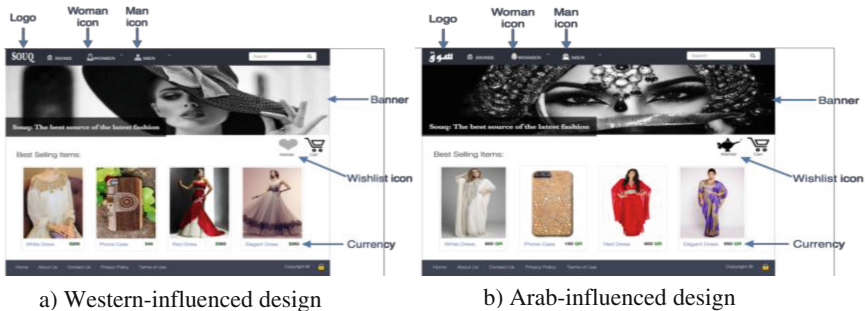 Logo
Woman icon
Man icon
Logo
Woman icon
Man icon
SOUQ HOME WOMEN MEN Search
سوق HOME WOMEN MEN Search
Banner
Banner
Souq: The best source of the latest fashion
Souq: The best source of the latest fashion
Wishlist Cart
Wishlist Cart
Best Selling Items:
Best Selling Items:
Wishlist icon
Wishlist icon
White Dress iPhone Case Red Dress Elegant Dress
White Dress iPhone Case Red Dress Elegant Dress
Currency
Currency
Home About Us Contact Us Privacy Policy Terms of Use Copyright ©
Home About Us Contact Us Privacy Policy Terms of Use Copyright ©
a) Western-influenced design
b) Arab-influenced design